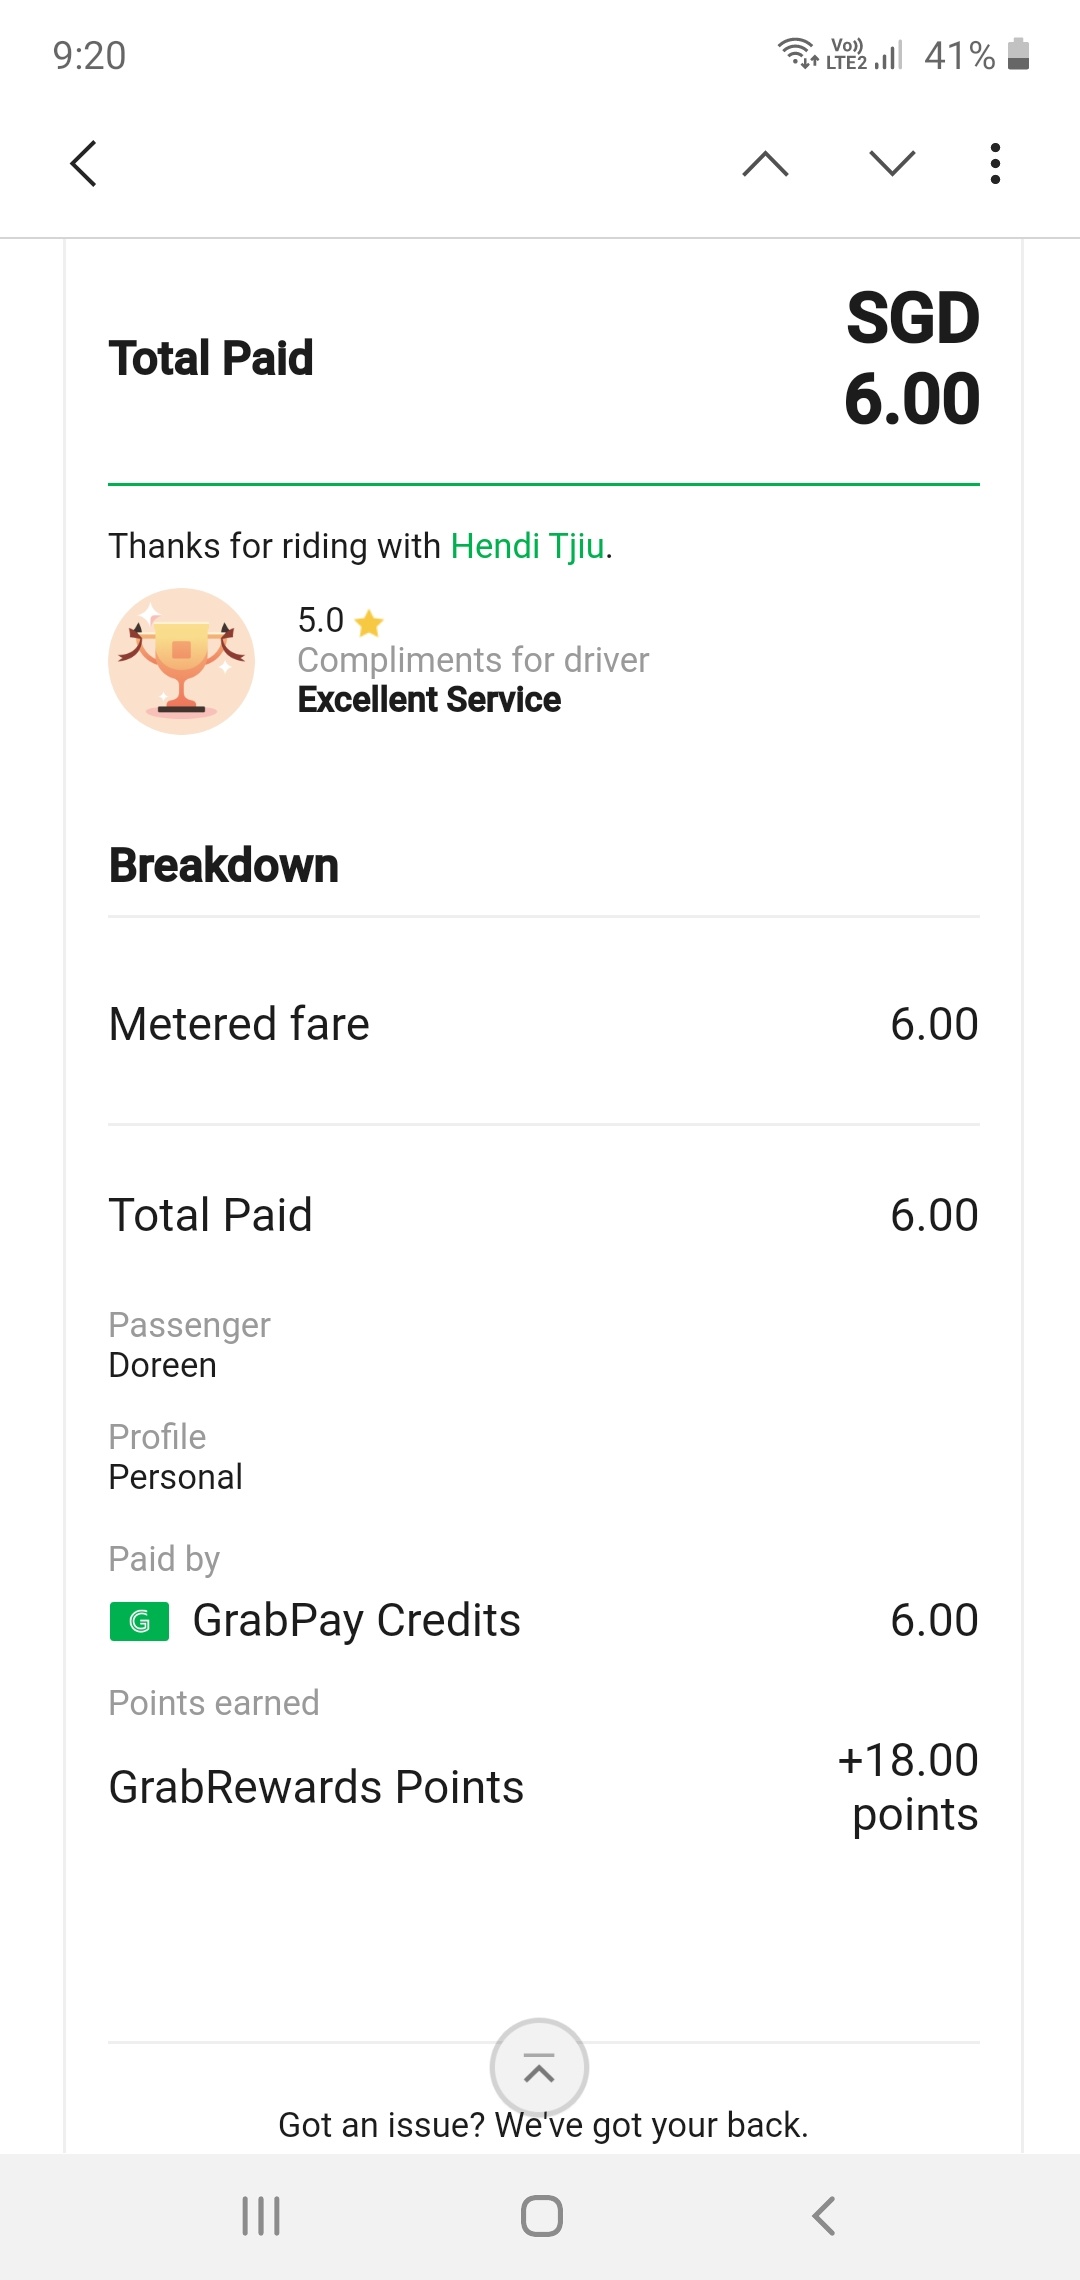 9:20
Vo))
LTE2
41%
Total Paid
SGD
6.00
Thanks for riding with Hendi Tjiu.
5.0
Compliments for driver
Excellent Service
Breakdown
Metered fare 6.00
Total Paid 6.00
Passenger
Doreen
Profile
Personal
Paid by
G GrabPay Credits 6.00
Points earned
GrabRewards Points +18.00
points
Got an issue? We've got your back.